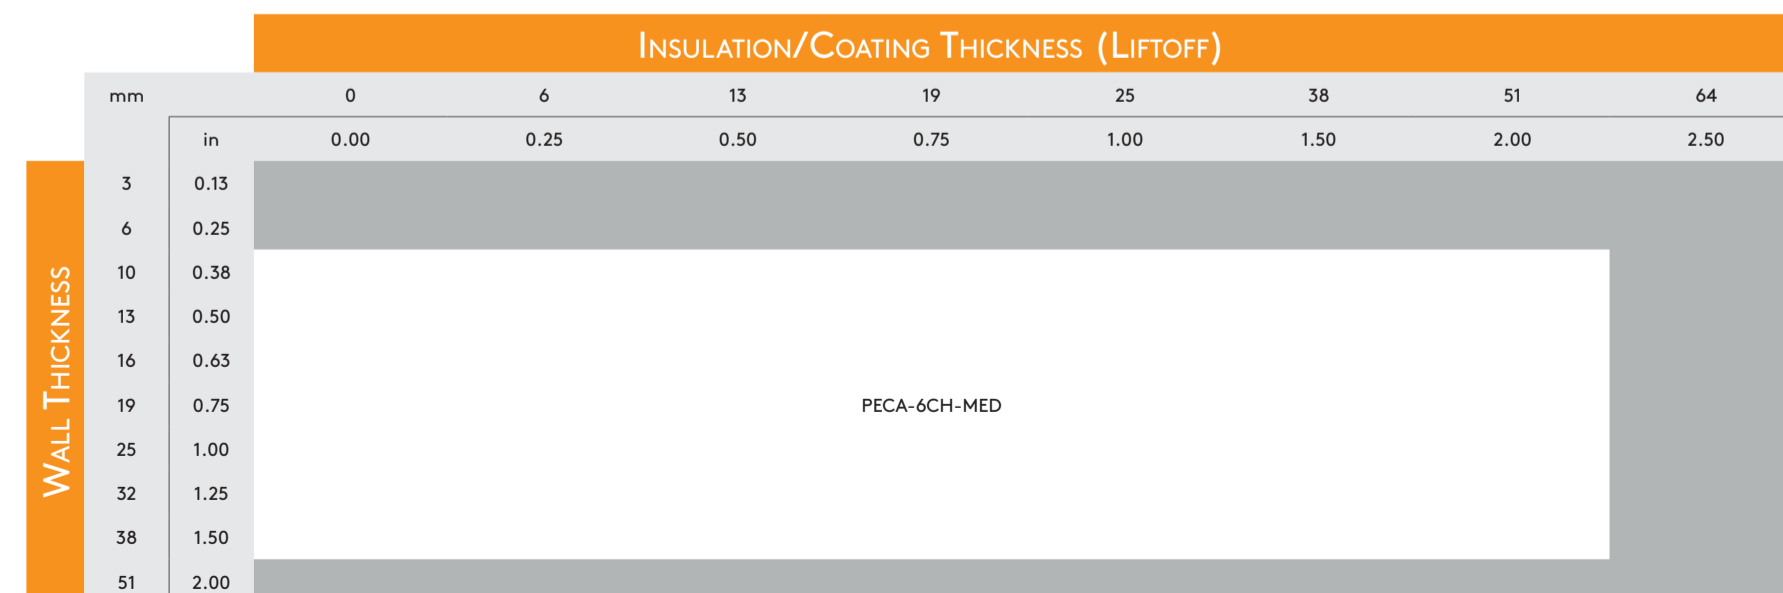 Insulation/Coating Thickness (Liftoff)
mm 0 6 13 19 25 38 51 64
in 0.00 0.25 0.50 0.75 1.00 1.50 2.00 2.50
Wall Thickness
3 0.13
6 0.25
10 0.38
13 0.50
16 0.63
19 0.75 PECA-6CH-MED
25 1.00
32 1.25
38 1.50
51 2.00